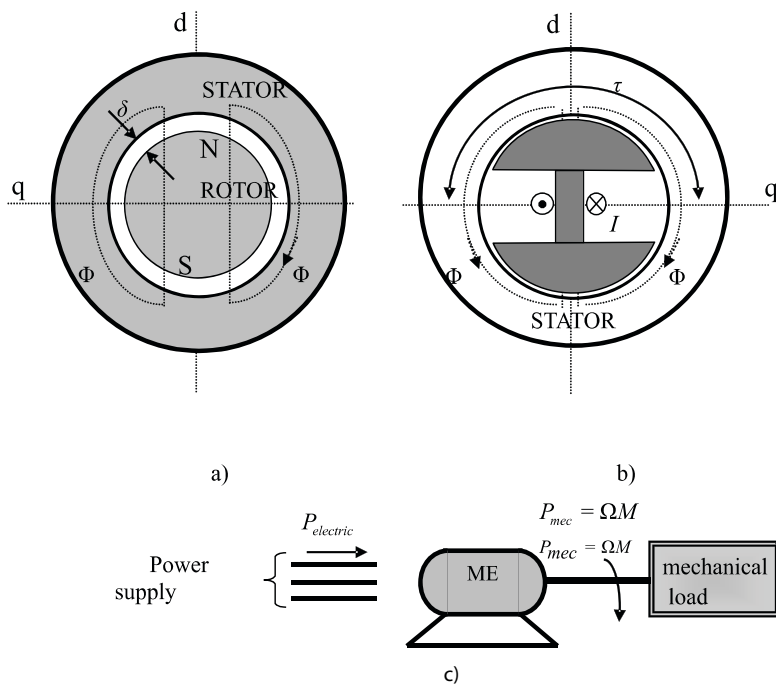 d
STATOR
δ
N
q
ROTOR
S
Φ
Φ
a)
d
τ
q
I
Φ
Φ
STATOR
b)
P_electric
Power
supply
P_mec = ΩM
P_mec = ΩM
ME
mechanical
load
c)